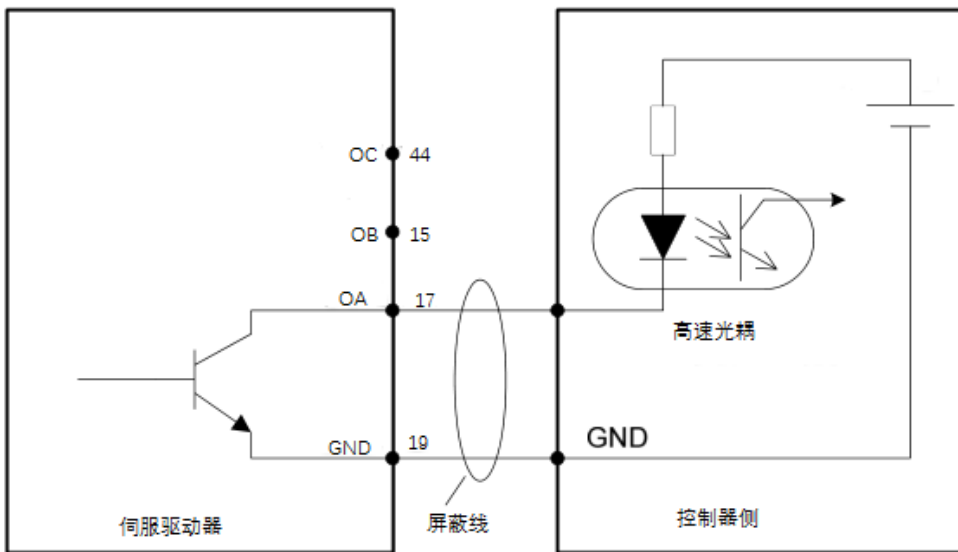 OC 44
OB 15
OA 17
高速光耦
GND 19
GND
伺服驱动器
屏蔽线
控制器侧